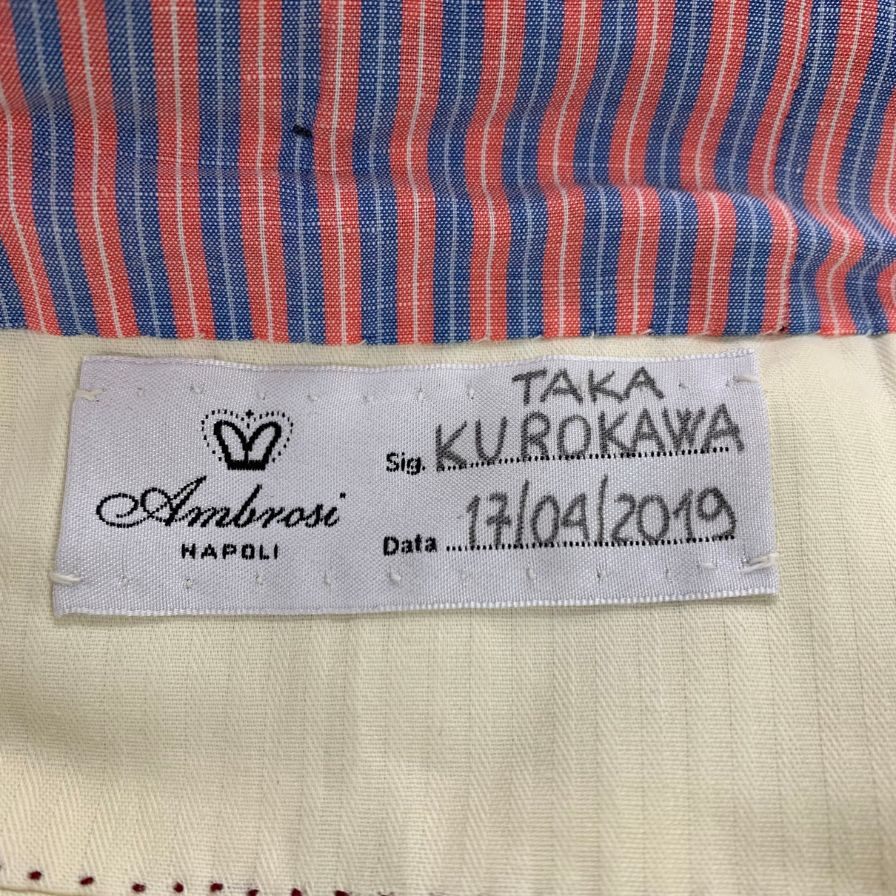 Ambrosi
NAPOLI
TAKA
Sig. KUROKAWA
Data 17/04/2019